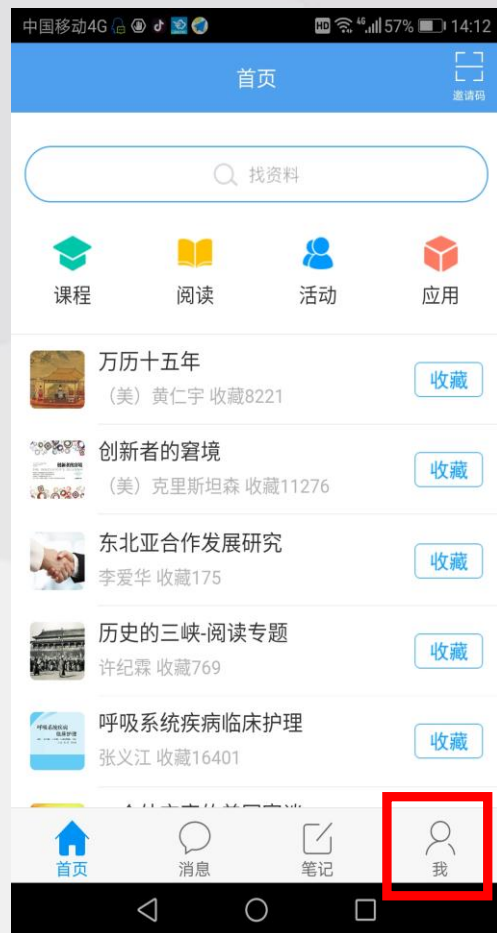 中国移动4G HD 46 57% 14:12
首页
邀请码
找资料
课程 阅读 活动 应用
万历十五年
（美）黄仁宇 收藏8221
收藏
创新者的窘境
（美）克里斯坦森 收藏11276
收藏
东北亚合作发展研究
李爱华 收藏175
收藏
历史的三峡-阅读专题
许纪霖 收藏769
收藏
呼吸系统疾病临床护理
张义江 收藏16401
收藏
首页 消息 笔记 我